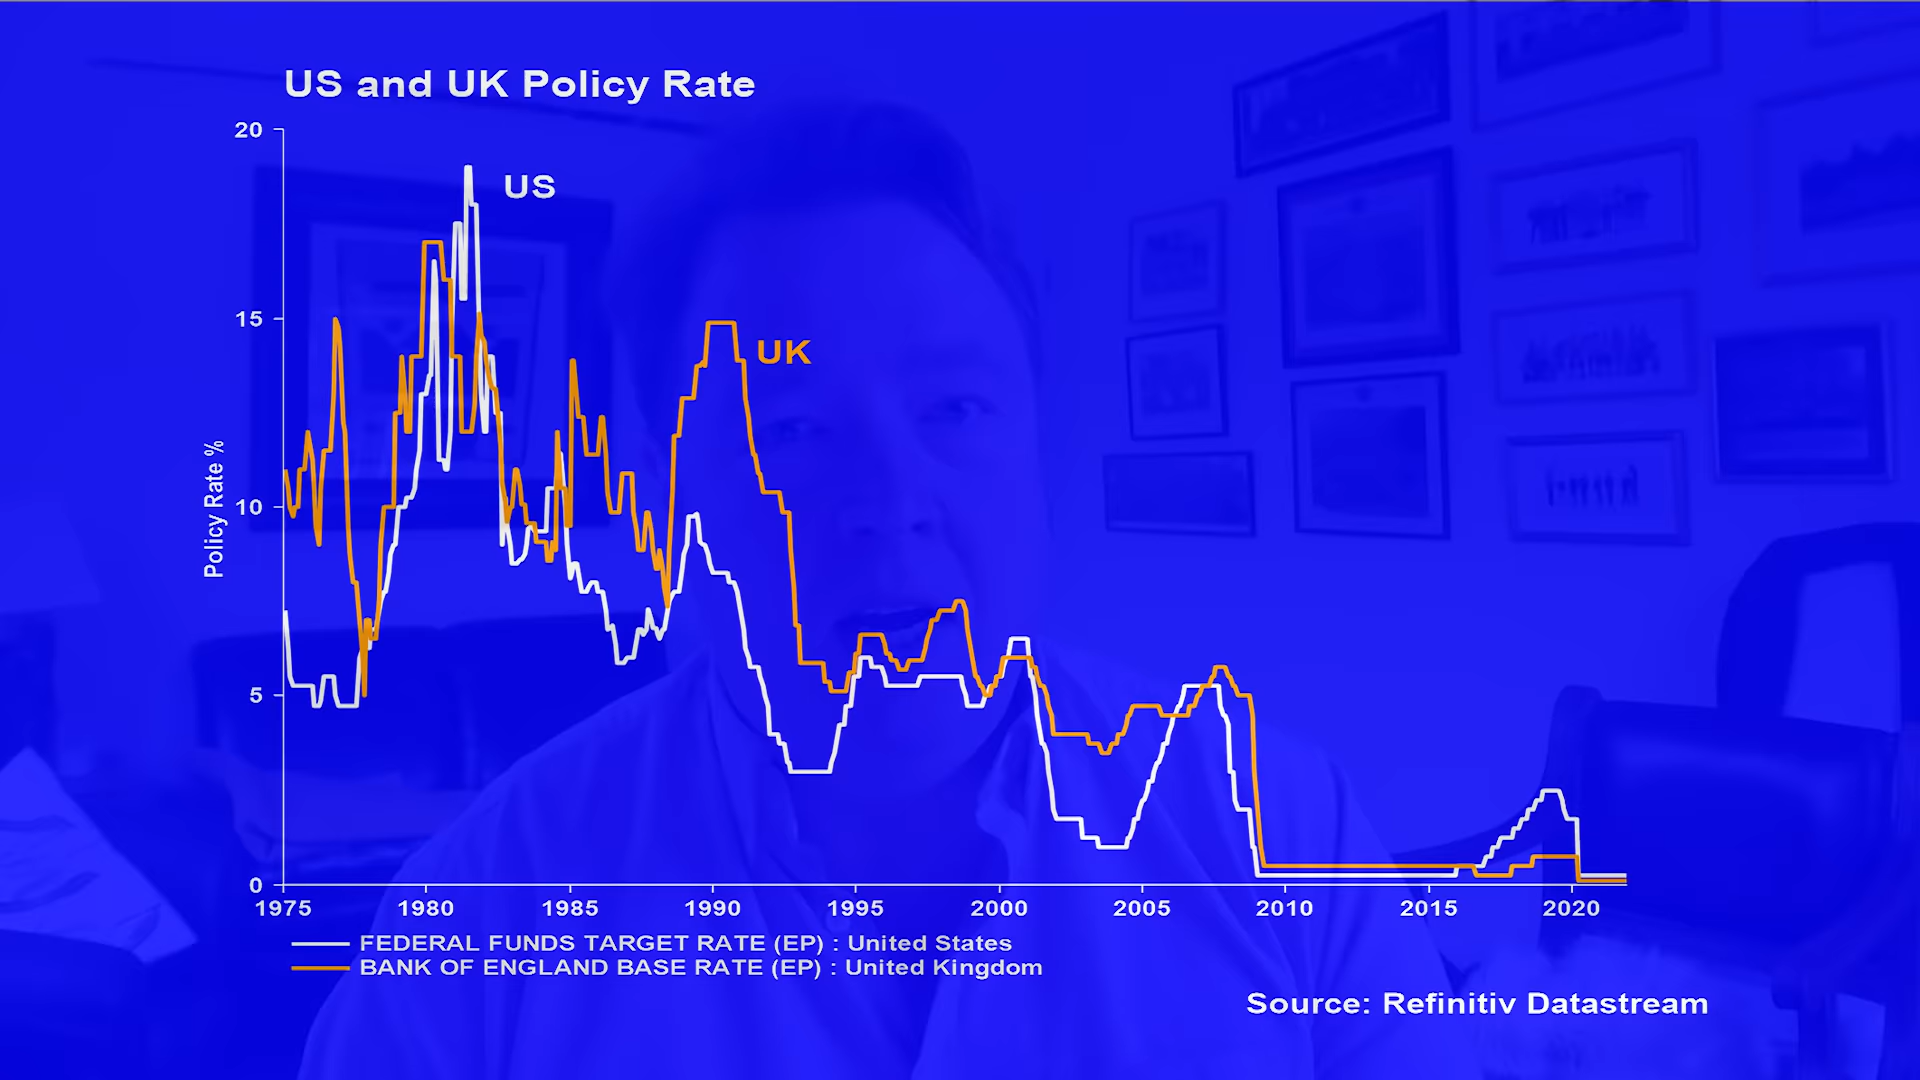 US and UK Policy Rate
20
US
15
UK
Policy Rate %
10
5
0
1975 1980 1985 1990 1995 2000 2005 2010 2015 2020
FEDERAL FUNDS TARGET RATE (EP) : United States
BANK OF ENGLAND BASE RATE (EP) : United Kingdom
Source: Refinitiv Datastream